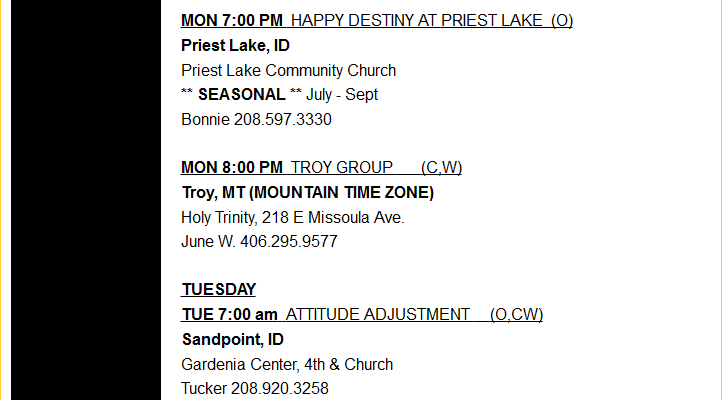 MON 7:00 PM  HAPPY DESTINY AT PRIEST LAKE  (O)
Priest Lake, ID
Priest Lake Community Church
** SEASONAL ** July - Sept
Bonnie 208.597.3330
MON 8:00 PM  TROY GROUP      (C,W)
Troy, MT (MOUNTAIN TIME ZONE)
Holy Trinity, 218 E Missoula Ave.
June W. 406.295.9577
TUESDAY
TUE 7:00 am  ATTITUDE ADJUSTMENT     (O,CW)
Sandpoint, ID
Gardenia Center, 4th & Church
Tucker 208.920.3258